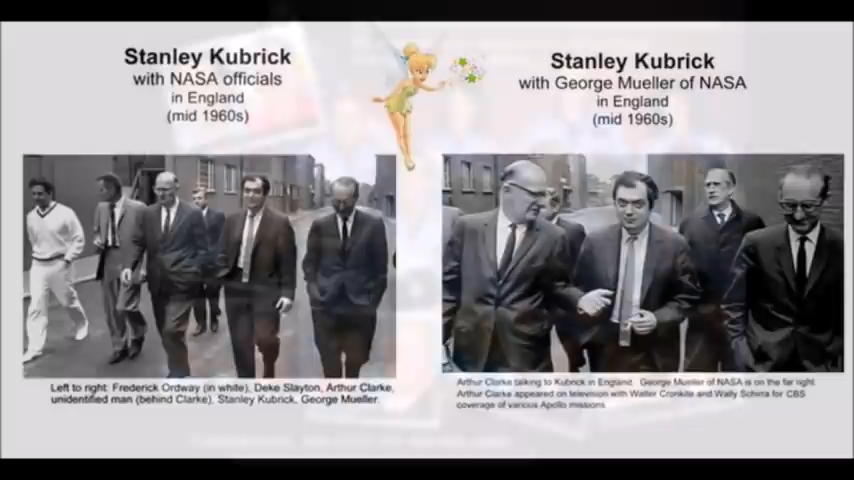 Stanley Kubrick
with NASA officials
in England
(mid 1960s)
Stanley Kubrick
with George Mueller of NASA
in England
(mid 1960s)
Left to right: Frederick Ordway (in white), Deke Slayton, Arthur Clarke,
unidentified man (behind Clarke), Stanley Kubrick, George Mueller.
Arthur Clarke talking to Kubrick in England. George Mueller of NASA is on the far right.
Arthur Clarke appeared on television with Walter Cronkite and Wally Schirra for CBS
coverage of various Apollo missions